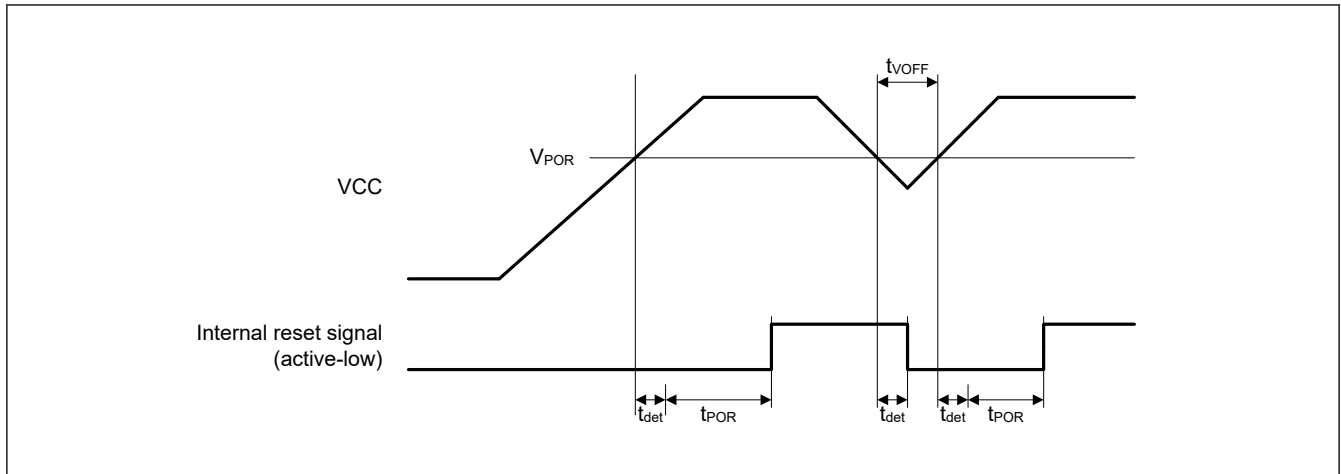 tVOFF
VPOR
VCC
Internal reset signal
(active-low)
tdet
tPOR
tdet
tdet
tPOR